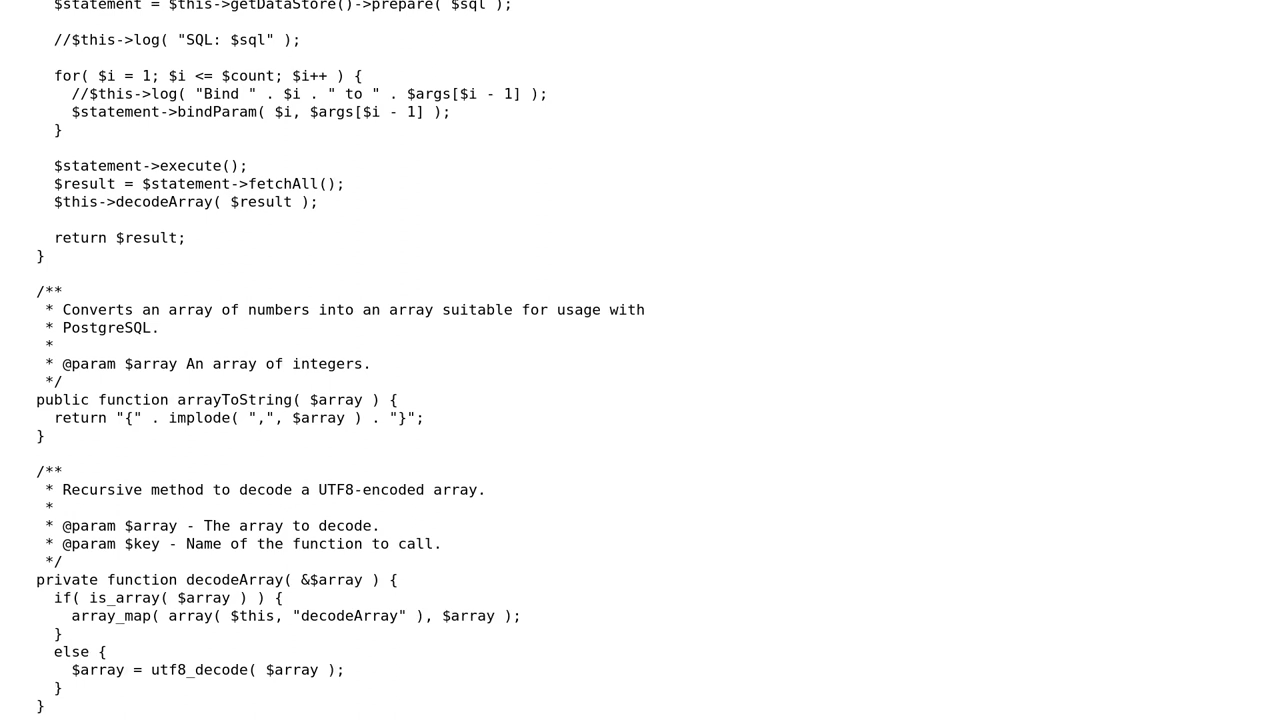 $statement = $this->getDataStore()->prepare( $sql );
//$this->log( "SQL: $sql" );
for( $i = 1; $i <= $count; $i++ ) {
//$this->log( "Bind " . $i . " to " . $args[$i - 1] );
$statement->bindParam( $i, $args[$i - 1] );
}
$statement->execute();
$result = $statement->fetchAll();
$this->decodeArray( $result );
return $result;
}
/**
* Converts an array of numbers into an array suitable for usage with
* PostgreSQL.
*
* @param $array An array of integers.
*/
public function arrayToString( $array ) {
return "{" . implode( ",", $array ) . "}";
}
/**
* Recursive method to decode a UTF8-encoded array.
*
* @param $array - The array to decode.
* @param $key - Name of the function to call.
*/
private function decodeArray( &$array ) {
if( is_array( $array ) ) {
array_map( array( $this, "decodeArray" ), $array );
}
else {
$array = utf8_decode( $array );
}
}